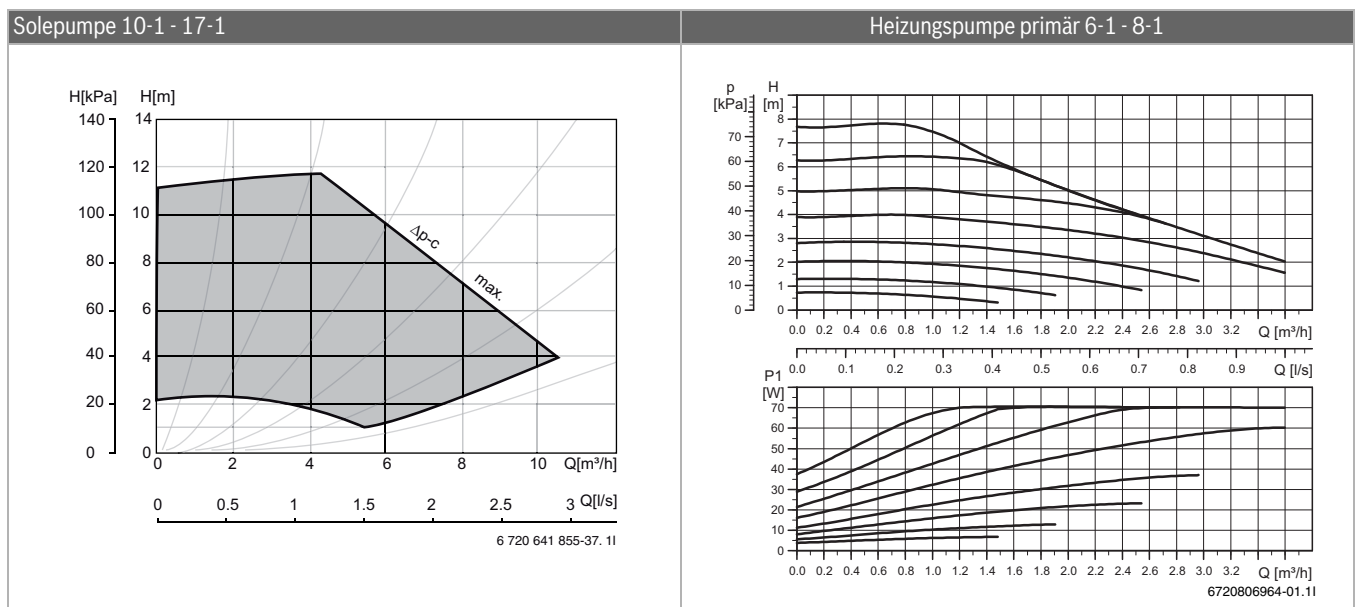 Solepumpe 10-1 - 17-1
H[kPa] H[m]
140 14
120 12
100 10
80 8
60 6
40 4
20 2
0 0
Δp-c
max.
0 2 4 6 8 10 Q[m³/h]
0 0.5 1 1.5 2 2.5 3 Q[l/s]
6 720 641 855-37. 1I
Heizungspumpe primär 6-1 - 8-1
p H
[kPa] [m]
8
70 7
60 6
50 5
40 4
30 3
20 2
10 1
0 0
0.0 0.2 0.4 0.6 0.8 1.0 1.2 1.4 1.6 1.8 2.0 2.2 2.4 2.6 2.8 3.0 3.2 Q [m³/h]
0.0 0.1 0.2 0.3 0.4 0.5 0.6 0.7 0.8 0.9 Q [l/s]
P1
[W]
70
60
50
40
30
20
10
0
0.0 0.2 0.4 0.6 0.8 1.0 1.2 1.4 1.6 1.8 2.0 2.2 2.4 2.6 2.8 3.0 3.2 Q [m³/h]
6720806964-01.1I